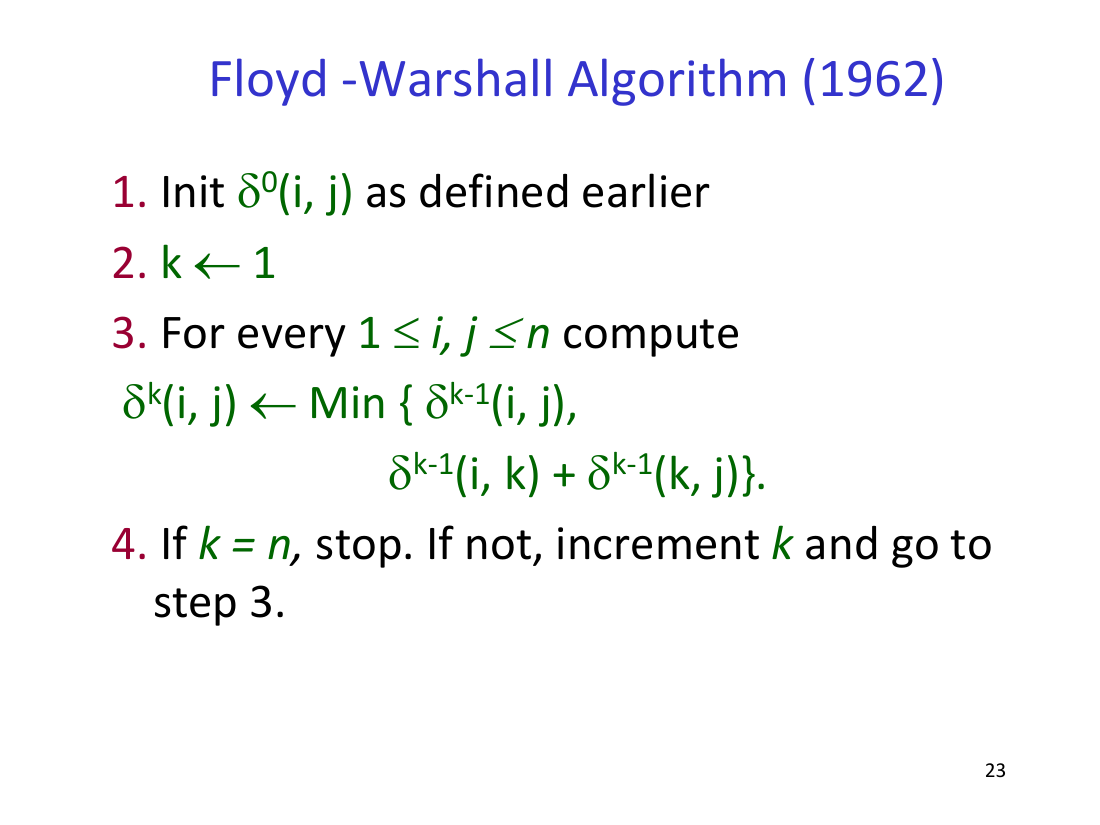 Floyd -Warshall Algorithm (1962)
1. Init δ⁰(i, j) as defined earlier
2. k ← 1
3. For every 1 ≤ i, j ≤ n compute
δᵏ(i, j) ← Min { δᵏ⁻¹(i, j),
δᵏ⁻¹(i, k) + δᵏ⁻¹(k, j)}.
4. If k = n, stop. If not, increment k and go to
step 3.
23